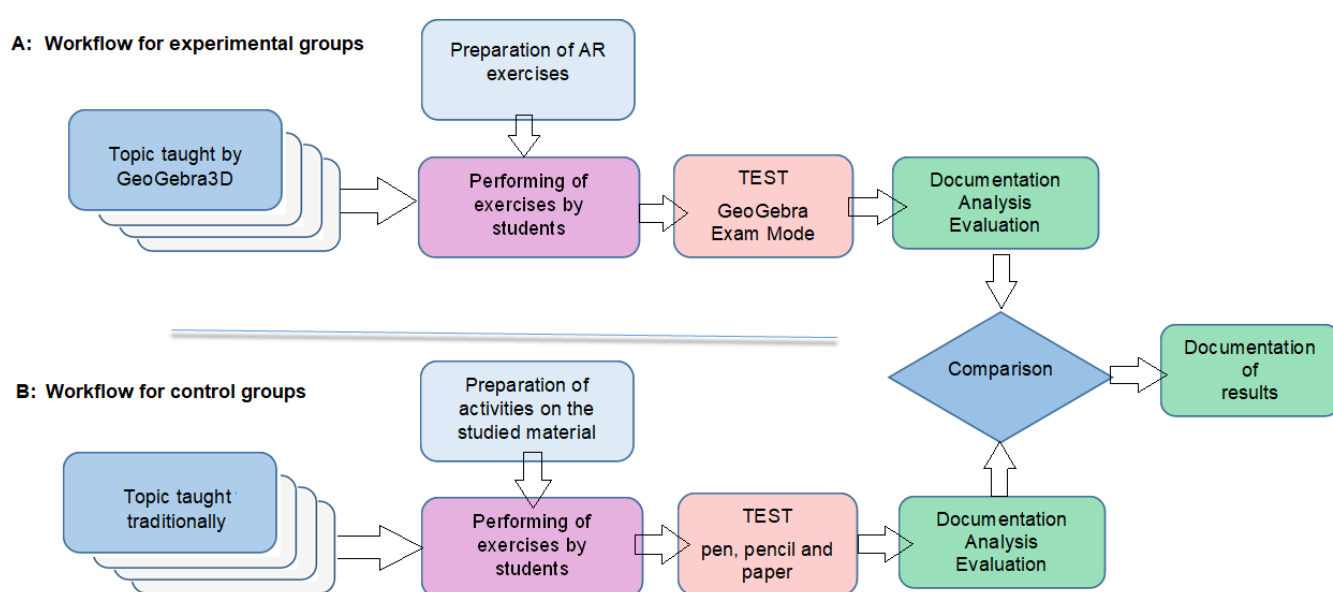 A: Workflow for experimental groups
Preparation of AR
exercises
Topic taught by
GeoGebra3D
Performing of
exercises by
students
TEST
GeoGebra
Exam Mode
Documentation
Analysis
Evaluation
Comparison
Documentation
of
results
B: Workflow for control groups
Preparation of
activities on the
studied material
Topic taught
traditionally
Performing of
exercises by
students
TEST
pen, pencil and
paper
Documentation
Analysis
Evaluation